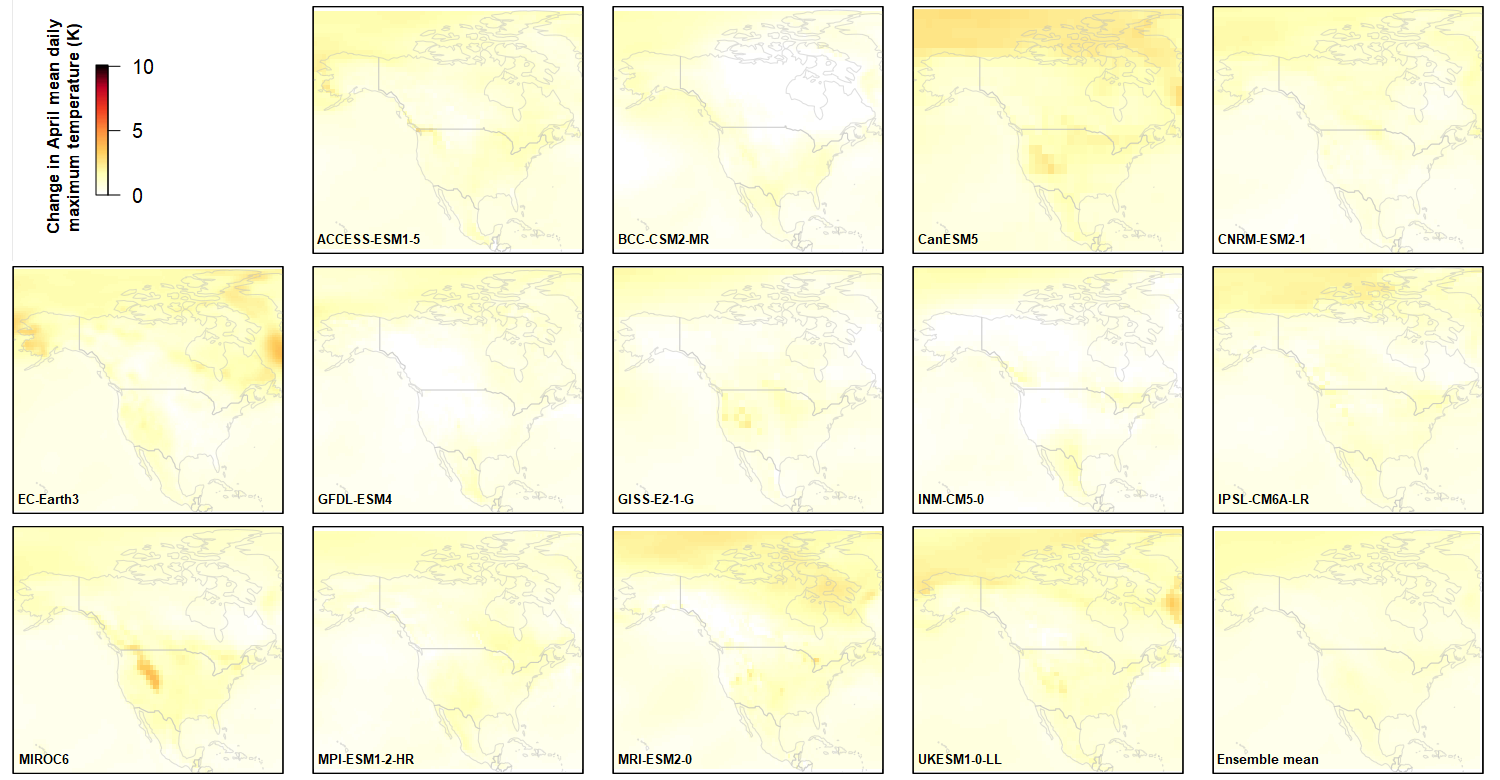 Change in April mean daily
maximum temperature (K)
10
5
0
ACCESS-ESM1-5
BCC-CSM2-MR
CanESM5
CNRM-ESM2-1
EC-Earth3
GFDL-ESM4
GISS-E2-1-G
INM-CM5-0
IPSL-CM6A-LR
MIROC6
MPI-ESM1-2-HR
MRI-ESM2-0
UKESM1-0-LL
Ensemble mean